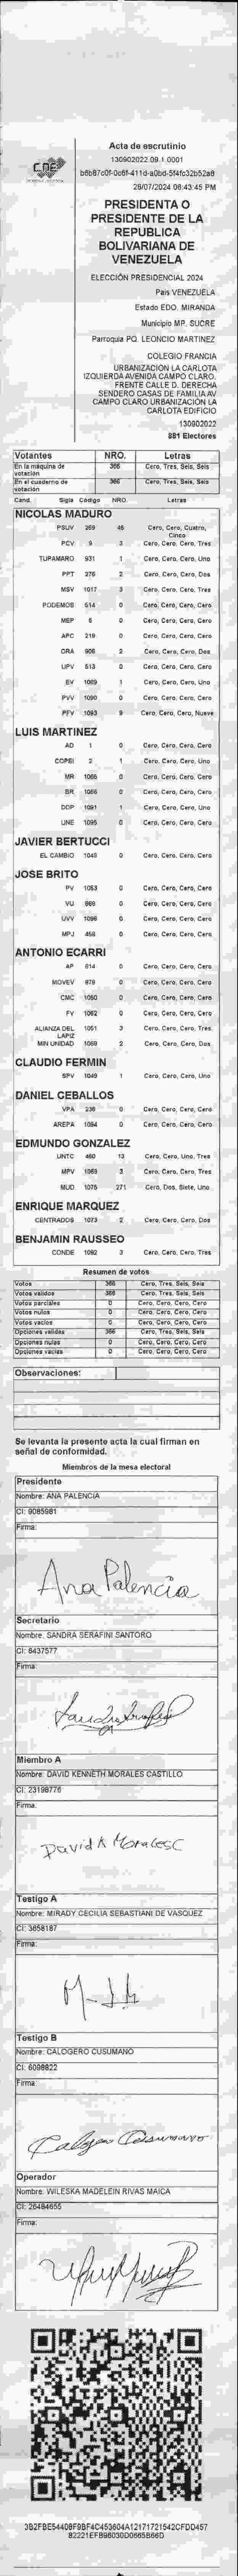 CNE
Acta de escrutinio
130902022.09.1.0001
b6b87c0f-0c6f-411d-a0bd-5f4fc32b52a8
28/07/2024 06:43:45 PM
PRESIDENTA O
PRESIDENTE DE LA
REPUBLICA
BOLIVARIANA DE
VENEZUELA
ELECCIÓN PRESIDENCIAL 2024
Pais VENEZUELA
Estado EDO. MIRANDA
Municipio MP. SUCRE
Parroquia PQ. LEONCIO MARTINEZ
COLEGIO FRANCIA
URBANIZACIÓN LA CARLOTA
IZQUIERDA AVENIDA CAMPO CLARO.
FRENTE CALLE D. DERECHA
SENDERO CASAS DE FAMILIA AV
CAMPO CLARO URBANIZACIÓN LA
CARLOTA EDIFICIO
130902022
881 Electores
Votantes NRO. Letras
En la máquina de votación 366 Cero, Tres, Seis, Seis
En el cuaderno de votación 366 Cero, Tres, Seis, Seis
Cand. Sigla Código NRO. Letras
NICOLAS MADURO
PSUV 269 45 Cero, Cero, Cuatro, Cinco
PCV 9 3 Cero, Cero, Cero, Tres
TUPAMARO 931 1 Cero, Cero, Cero, Uno
PPT 276 2 Cero, Cero, Cero, Dos
MSV 1017 3 Cero, Cero, Cero, Tres
PODEMOS 514 0 Cero, Cero, Cero, Cero
MEP 6 0 Cero, Cero, Cero, Cero
APC 219 0 Cero, Cero, Cero, Cero
ORA 906 2 Cero, Cero, Cero, Dos
UPV 513 0 Cero, Cero, Cero, Cero
EV 1089 1 Cero, Cero, Cero, Uno
PVV 1090 0 Cero, Cero, Cero, Cero
PFV 1093 9 Cero, Cero, Cero, Nueve
LUIS MARTINEZ
AD 1 0 Cero, Cero, Cero, Cero
COPEI 2 1 Cero, Cero, Cero, Uno
MR 1066 0 Cero, Cero, Cero, Cero
BR 1056 0 Cero, Cero, Cero, Cero
DDP 1091 1 Cero, Cero, Cero, Uno
UNE 1095 0 Cero, Cero, Cero, Cero
JAVIER BERTUCCI
EL CAMBIO 1048 0 Cero, Cero, Cero, Cero
JOSE BRITO
PV 1053 0 Cero, Cero, Cero, Cero
VU 968 0 Cero, Cero, Cero, Cero
UVV 1096 0 Cero, Cero, Cero, Cero
MPJ 458 0 Cero, Cero, Cero, Cero
ANTONIO ECARRI
AP 614 0 Cero, Cero, Cero, Cero
MOVEV 979 0 Cero, Cero, Cero, Cero
CMC 1050 0 Cero, Cero, Cero, Cero
FV 1062 0 Cero, Cero, Cero, Cero
ALIANZA DEL LAPIZ 1051 3 Cero, Cero, Cero, Tres
MIN UNIDAD 1069 2 Cero, Cero, Cero, Dos
CLAUDIO FERMIN
SPV 1049 1 Cero, Cero, Cero, Uno
DANIEL CEBALLOS
VPA 236 0 Cero, Cero, Cero, Cero
AREPA 1094 0 Cero, Cero, Cero, Cero
EDMUNDO GONZALEZ
UNTC 460 13 Cero, Cero, Uno, Tres
MPV 1059 3 Cero, Cero, Cero, Tres
MUD 1075 271 Cero, Dos, Siete, Uno
ENRIQUE MARQUEZ
CENTRADOS 1073 2 Cero, Cero, Cero, Dos
BENJAMIN RAUSSEO
CONDE 1092 3 Cero, Cero, Cero, Tres
Resumen de votos
Votos 366 Cero, Tres, Seis, Seis
Votos validos 366 Cero, Tres, Seis, Seis
Votos parciales 0 Cero, Cero, Cero, Cero
Votos nulos 0 Cero, Cero, Cero, Cero
Votos vacios 0 Cero, Cero, Cero, Cero
Opciones validas 366 Cero, Tres, Seis, Seis
Opciones nulas 0 Cero, Cero, Cero, Cero
Opciones vacias 0 Cero, Cero, Cero, Cero
Observaciones:
Se levanta la presente acta la cual firman en
señal de conformidad.
Miembros de la mesa electoral
Presidente
Nombre: ANA PALENCIA
CI: 9085981
Firma:
Ana Palencia
Secretario
Nombre: SANDRA SERAFINI SANTORO
CI: 6437577
Firma:
Miembro A
Nombre: DAVID KENNETH MORALES CASTILLO
CI: 23198776
Firma:
David K Morales C
Testigo A
Nombre: MIRADY CECILIA SEBASTIANI DE VASQUEZ
CI: 3658187
Firma:
Testigo B
Nombre: CALOGERO CUSUMANO
CI: 6098822
Firma:
Calogero Cusumano
Operador
Nombre: WILESKA MADELEIN RIVAS MAICA
CI: 26484655
Firma:
3B2FBE54408F9BF4C453604A12171721542CFDD457
82221EFB96030D0665B66D